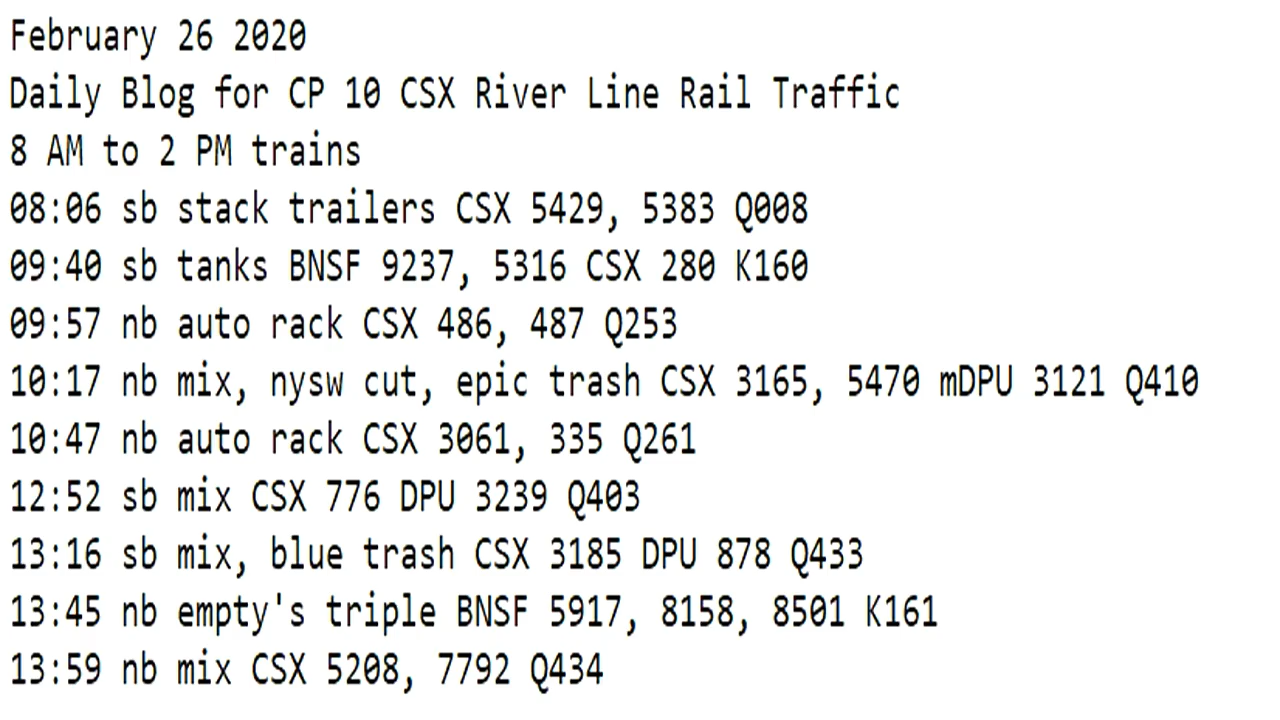 February 26 2020
Daily Blog for CP 10 CSX River Line Rail Traffic
8 AM to 2 PM trains
08:06 sb stack trailers CSX 5429, 5383 Q008
09:40 sb tanks BNSF 9237, 5316 CSX 280 K160
09:57 nb auto rack CSX 486, 487 Q253
10:17 nb mix, nysw cut, epic trash CSX 3165, 5470 mDPU 3121 Q410
10:47 nb auto rack CSX 3061, 335 Q261
12:52 sb mix CSX 776 DPU 3239 Q403
13:16 sb mix, blue trash CSX 3185 DPU 878 Q433
13:45 nb empty's triple BNSF 5917, 8158, 8501 K161
13:59 nb mix CSX 5208, 7792 Q434